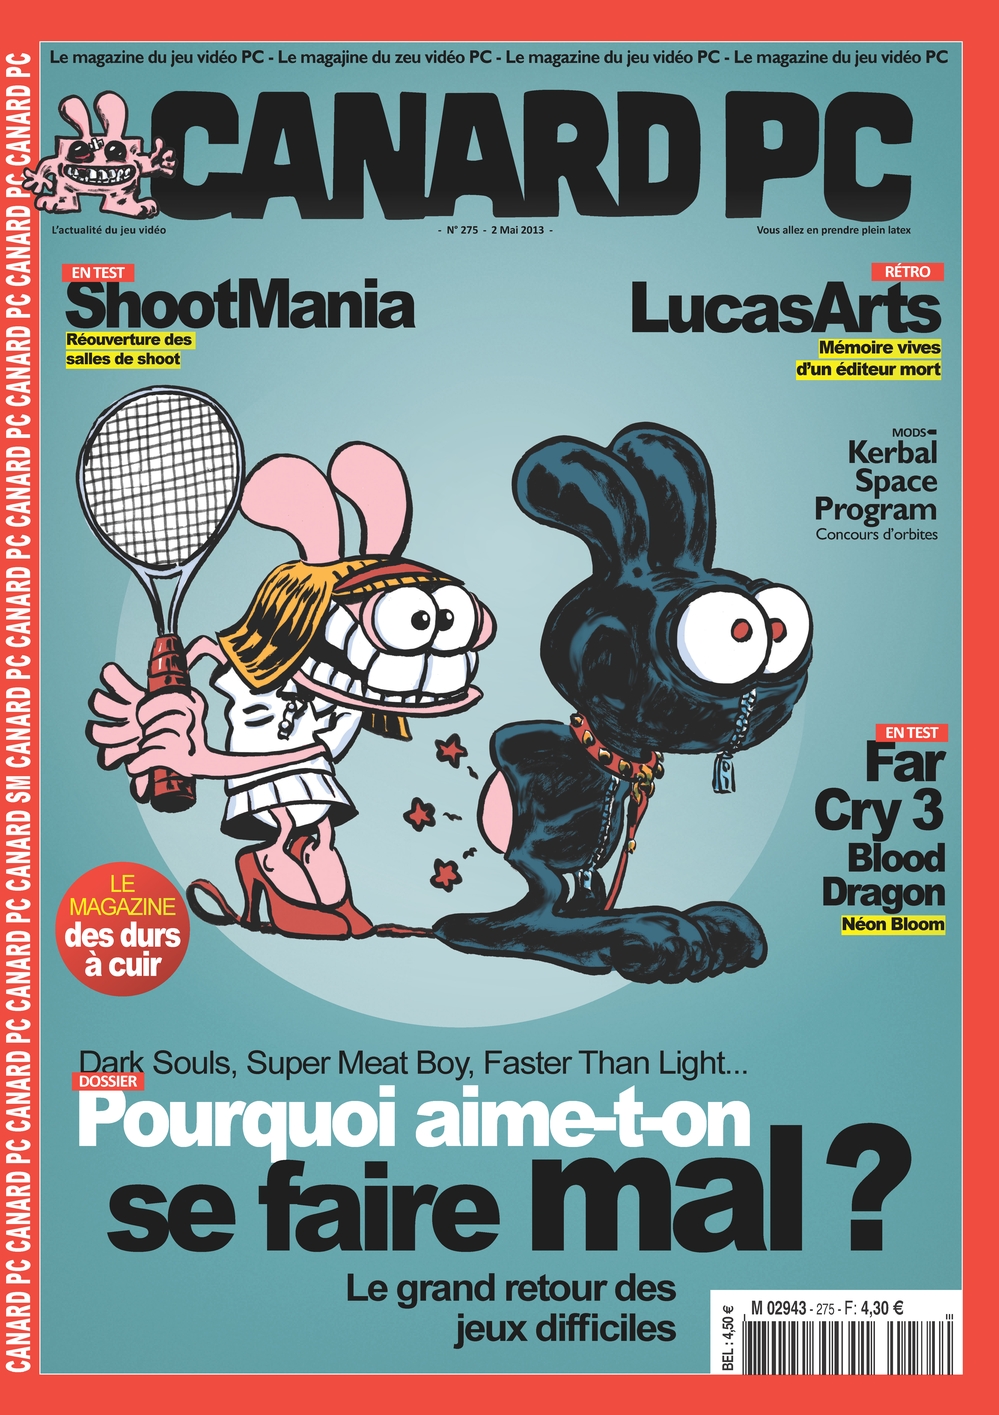 Le magazine du jeu vidéo PC - Le magajine du zeu vidéo PC - Le magazine du jeu vidéo PC - Le magazine du jeu vidéo PC
CANARD PC
L'actualité du jeu vidéo
- N° 275 - 2 Mai 2013 -
Vous allez en prendre plein latex
CANARD PC CANARD PC CANARD PC CANARD PC CANARD SM CANARD PC CANARD PC CANARD PC CANARD PC CANARD PC CANARD PC
EN TEST
ShootMania
Réouverture des
salles de shoot
RÉTRO
LucasArts
Mémoire vives
d'un éditeur mort
MODS
Kerbal
Space
Program
Concours d'orbites
EN TEST
Far
Cry 3
Blood
Dragon
Néon Bloom
LE
MAGAZINE
des durs
à cuir
Dark Souls, Super Meat Boy, Faster Than Light...
DOSSIER
Pourquoi aime-t-on
se faire mal ?
Le grand retour des
jeux difficiles
BEL : 4,50 €
M 02943 - 275 - F: 4,30 €